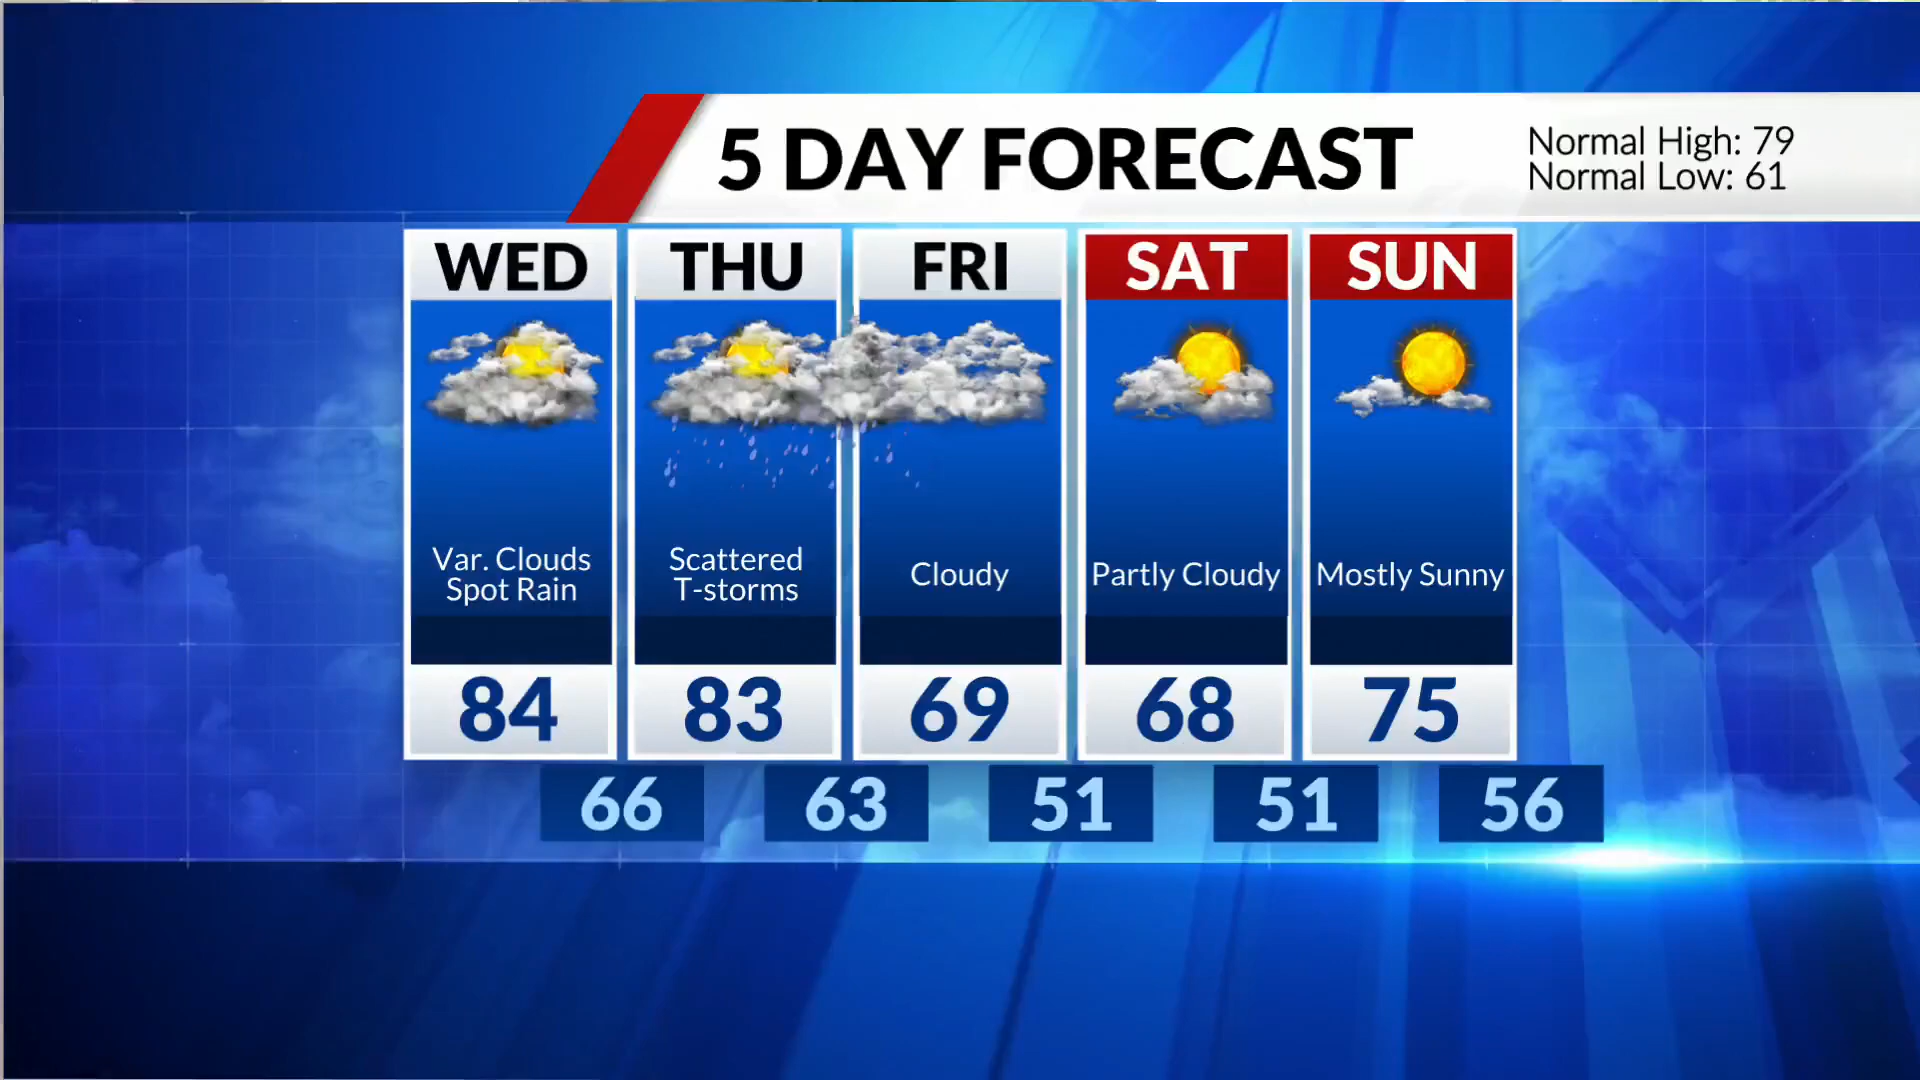 5 DAY FORECAST
Normal High: 79
Normal Low: 61
WED
THU
FRI
SAT
SUN
Var. Clouds
Spot Rain
Scattered
T-storms
Cloudy
Partly Cloudy
Mostly Sunny
84
83
69
68
75
66
63
51
51
56